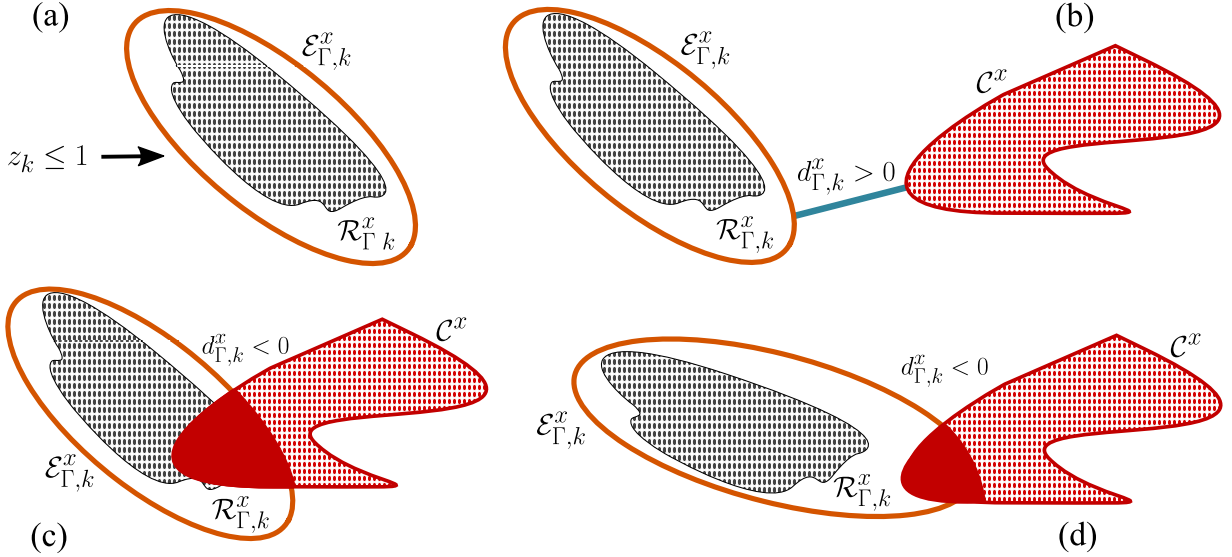 (a)
$\mathcal{E}^x_{\Gamma,k}$
$z_k \leq 1$
$\mathcal{R}^x_{\Gamma\ k}$
(b)
$\mathcal{E}^x_{\Gamma,k}$
$\mathcal{C}^x$
$d^x_{\Gamma,k} > 0$
$\mathcal{R}^x_{\Gamma,k}$
(c)
$\mathcal{C}^x$
$d^x_{\Gamma,k} < 0$
$\mathcal{E}^x_{\Gamma,k}$
$\mathcal{R}^x_{\Gamma,k}$
(d)
$\mathcal{C}^x$
$d^x_{\Gamma,k} < 0$
$\mathcal{E}^x_{\Gamma,k}$
$\mathcal{R}^x_{\Gamma,k}$